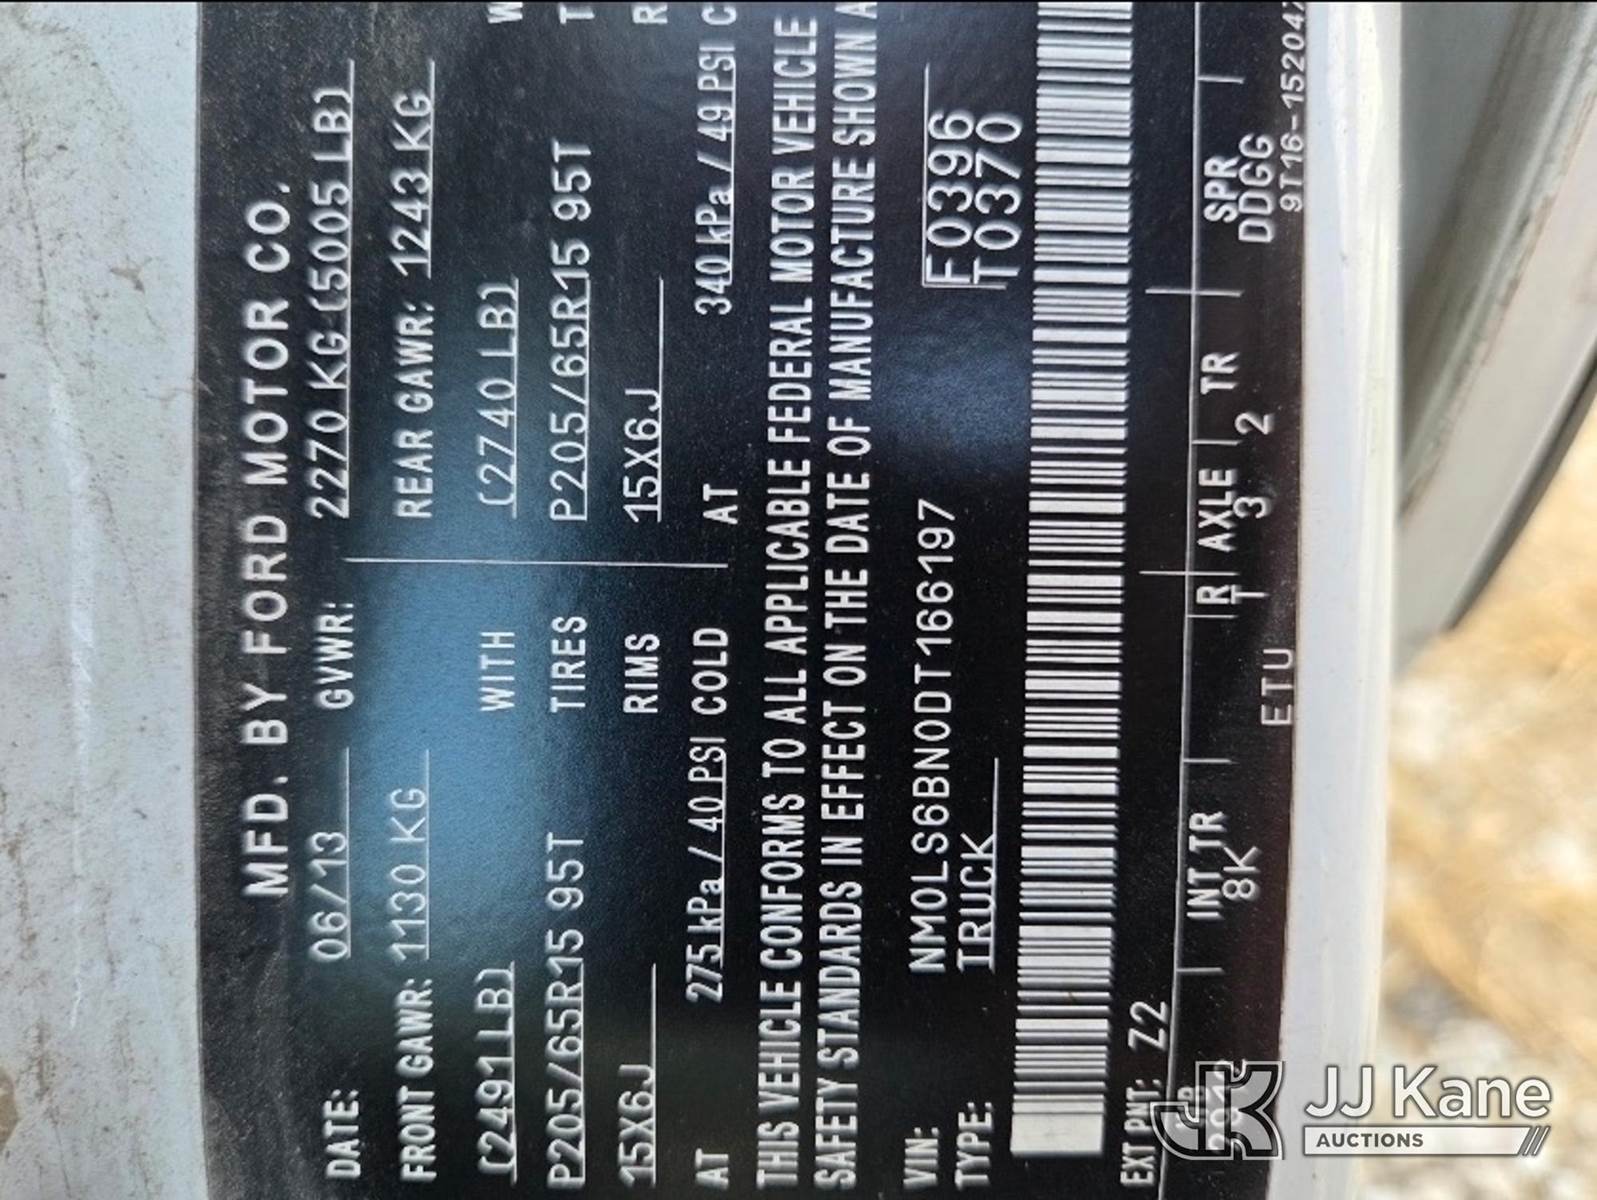 MFD. BY FORD MOTOR CO.
DATE: 06/13 GVWR: 2270 KG (5005 LB)
FRONT GAWR: 1130 KG REAR GAWR: 1243 KG
(2491 LB) WITH (2740 LB) W
P205/65R15 95T TIRES P205/65R15 95T T
15X6J RIMS 15X6J R
AT 275 kPa / 40 PSI COLD AT 340 kPa / 49 PSI C
THIS VEHICLE CONFORMS TO ALL APPLICABLE FEDERAL MOTOR VEHICLE
SAFETY STANDARDS IN EFFECT ON THE DATE OF MANUFACTURE SHOWN A
VIN: NM0LS6BN0DT166197 F0396
TYPE: TRUCK T0370
EXT PNT: Z2
INT TR R AXLE TR SPR
8K T 3 2 DDGG
ETU 9T16-15204
JJ Kane
AUCTIONS